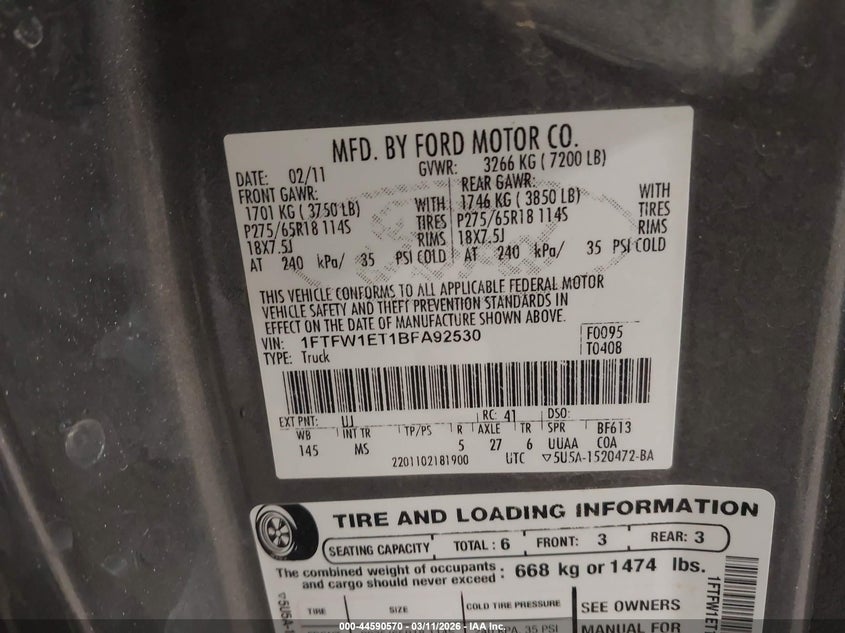 MFD. BY FORD MOTOR CO.
DATE: 02/11 GVWR: 3266 KG ( 7200 LB)
FRONT GAWR: REAR GAWR:
1701 KG ( 3750 LB) WITH 1746 KG ( 3850 LB) WITH
P275/65R18 114S TIRES P275/65R18 114S TIRES
18X7.5J RIMS 18X7.5J RIMS
AT 240 kPa/ 35 PSI COLD AT 240 kPa/ 35 PSI COLD
THIS VEHICLE CONFORMS TO ALL APPLICABLE FEDERAL MOTOR
VEHICLE SAFETY AND THEFT PREVENTION STANDARDS IN
EFFECT ON THE DATE OF MANUFACTURE SHOWN ABOVE.
VIN: 1FTFW1ET1BFA92530 F0095
TYPE: Truck T0408
EXT PNT: UJ RC: 41 DSO:
WB INT TR TP/PS R AXLE TR SPR BF613
145 MS 5 27 6 UUAA COA
2201102181900 UTC ▽5U5A-1520472-BA
TIRE AND LOADING INFORMATION
SEATING CAPACITY TOTAL : 6 FRONT: 3 REAR: 3
The combined weight of occupants and cargo should never exceed : 668 kg or 1474 lbs.
TIRE SIZE COLD TIRE PRESSURE SEE OWNERS
35 PSI MANUAL FOR
▽5U5A-1
1FTFW1ET
000-44590570 - 03/11/2026 - IAA Inc.